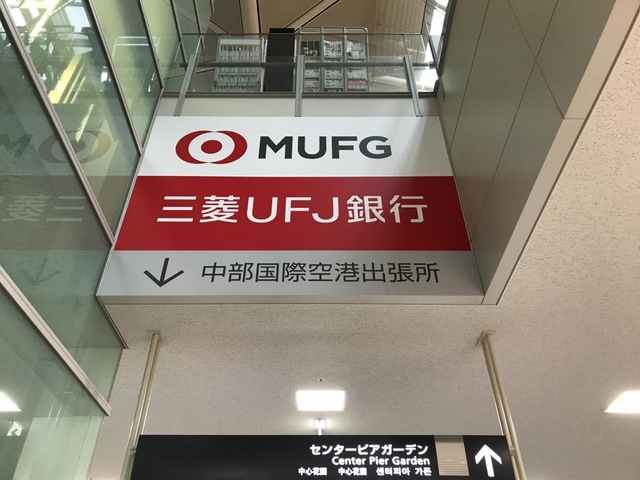 MUFG
三菱UFJ銀行
↓ 中部国際空港出張所
センターピアガーデン
Center Pier Garden
中心花園 中心花园 센터피아 가든
↑